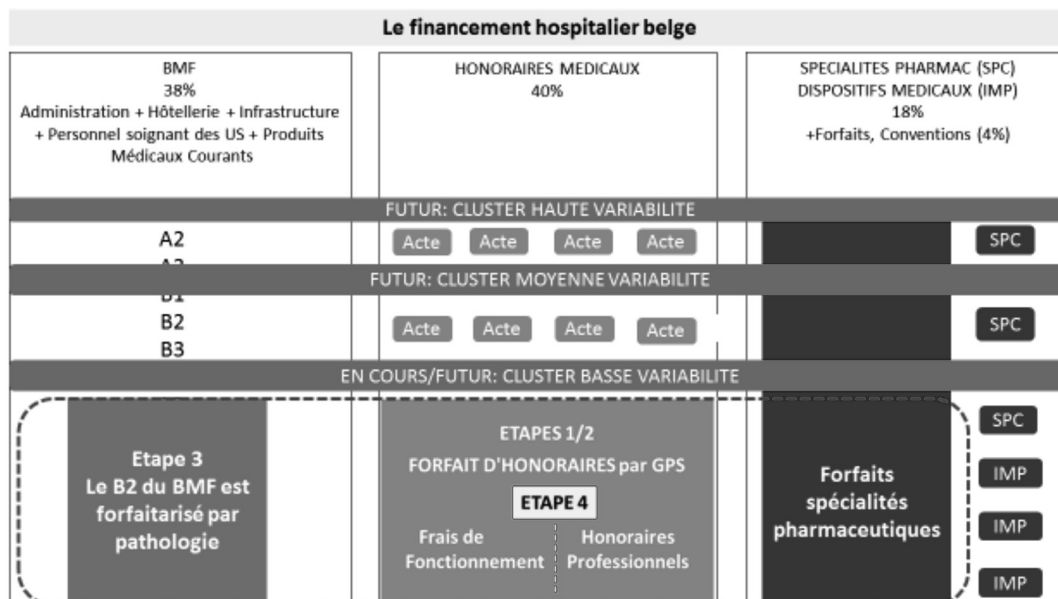 Le financement hospitalier belge
BMF
38%
Administration + Hôtellerie + Infrastructure
+ Personnel soignant des US + Produits
Médicaux Courants
HONORAIRES MEDICAUX
40%
SPECIALITES PHARMAC (SPC)
DISPOSITIFS MEDICAUX (IMP)
18%
+Forfaits, Conventions (4%)
FUTUR: CLUSTER HAUTE VARIABILITE
A2
Acte Acte Acte Acte
SPC
FUTUR: CLUSTER MOYENNE VARIABILITE
B1
B2
B3
Acte Acte Acte Acte
SPC
EN COURS/FUTUR: CLUSTER BASSE VARIABILITE
Etape 3
Le B2 du BMF est
forfaitarisé par
pathologie
ETAPES 1/2
FORFAIT D'HONORAIRES par GPS
ETAPE 4
Frais de
Fonctionnement
Honoraires
Professionnels
Forfaits
spécialités
pharmaceutiques
SPC
IMP
IMP
IMP